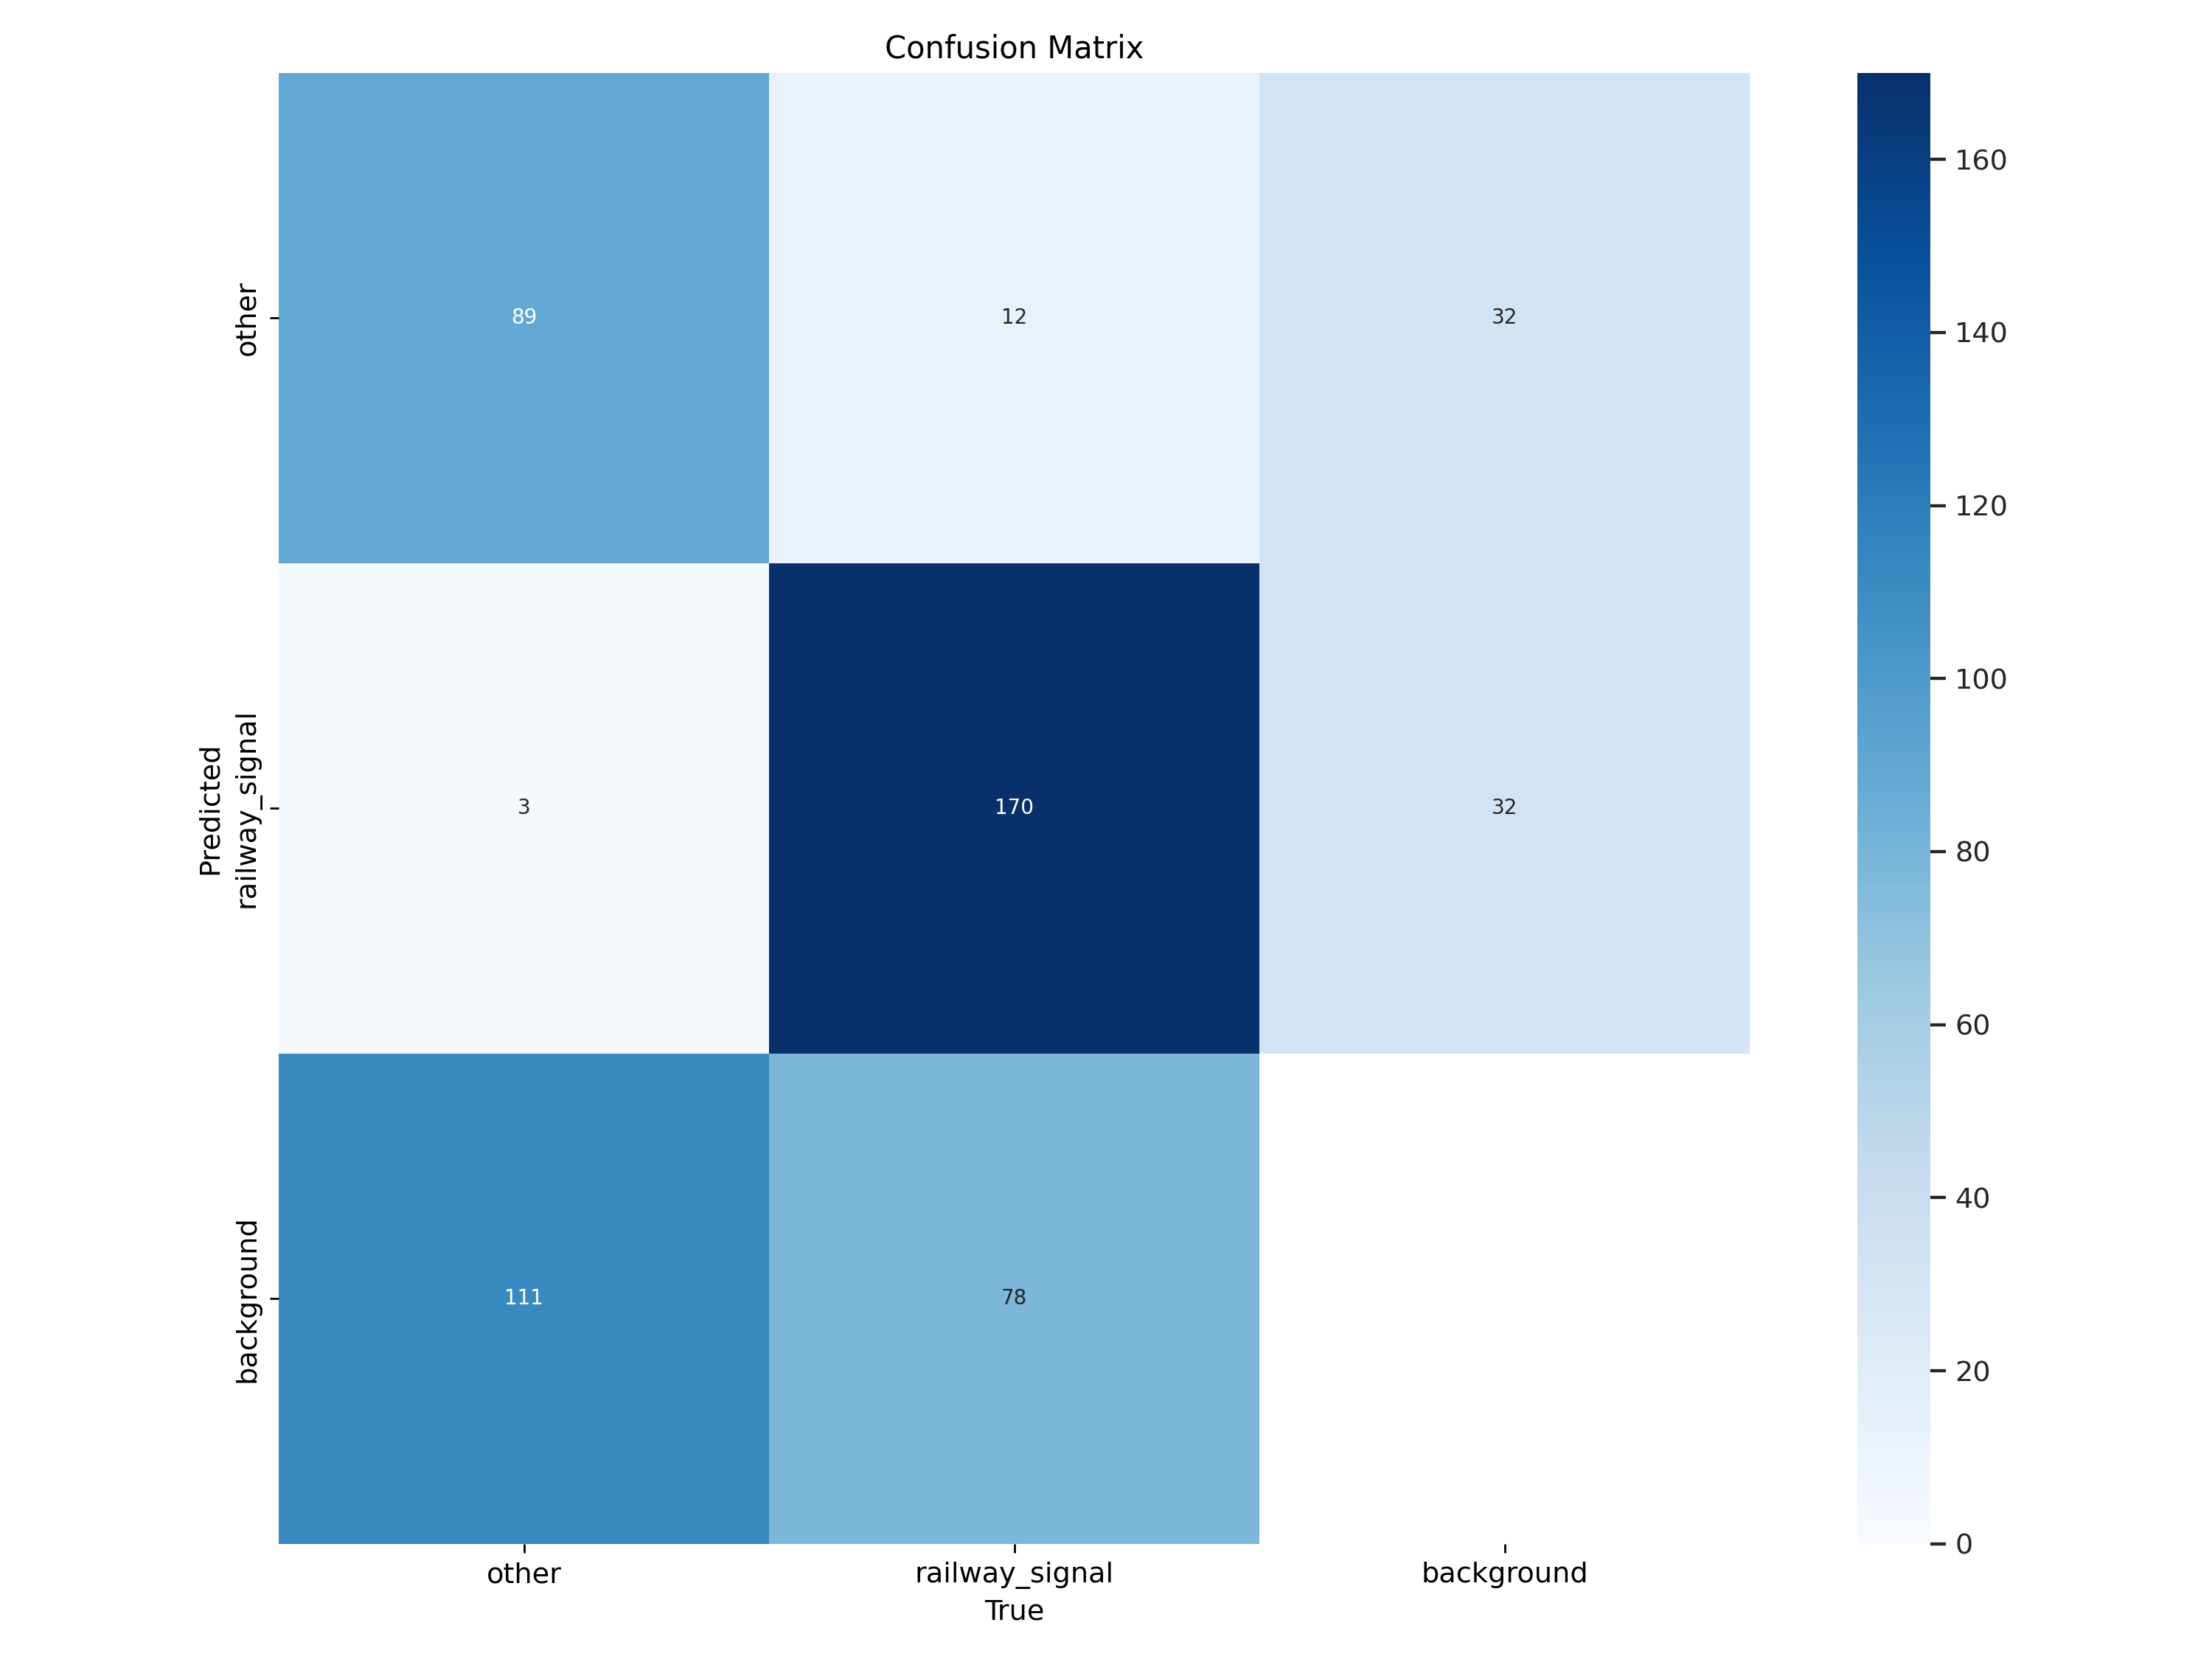 Confusion Matrix
Predicted
other
railway_signal
background
89
12
32
3
170
32
111
78
other
railway_signal
background
True
160
140
120
100
80
60
40
20
0